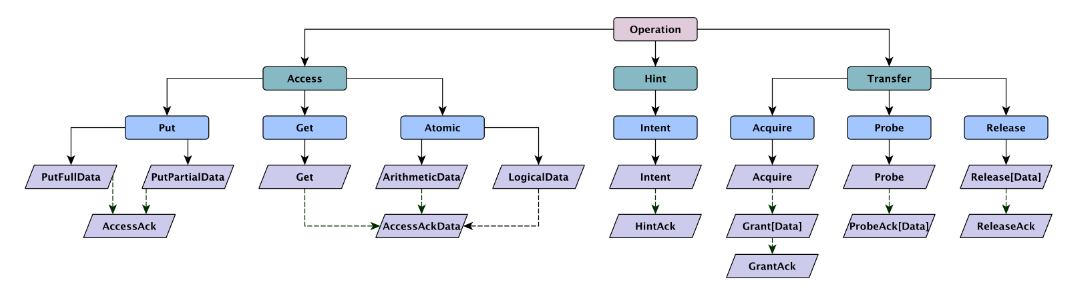 Operation
Access
Hint
Transfer
Put
Get
Atomic
Intent
Acquire
Probe
Release
PutFullData
PutPartialData
Get
ArithmeticData
LogicalData
Intent
Acquire
Probe
Release[Data]
AccessAck
AccessAckData
HintAck
Grant[Data]
ProbeAck[Data]
ReleaseAck
GrantAck